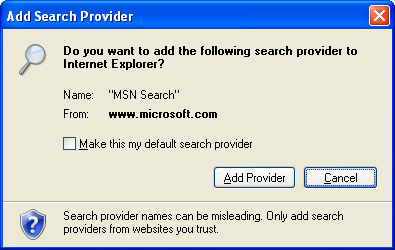 Add Search Provider
Do you want to add the following search provider to
Internet Explorer?
Name: "MSN Search"
From: www.microsoft.com
Make this my default search provider
Add Provider Cancel
Search provider names can be misleading. Only add search
providers from websites you trust.